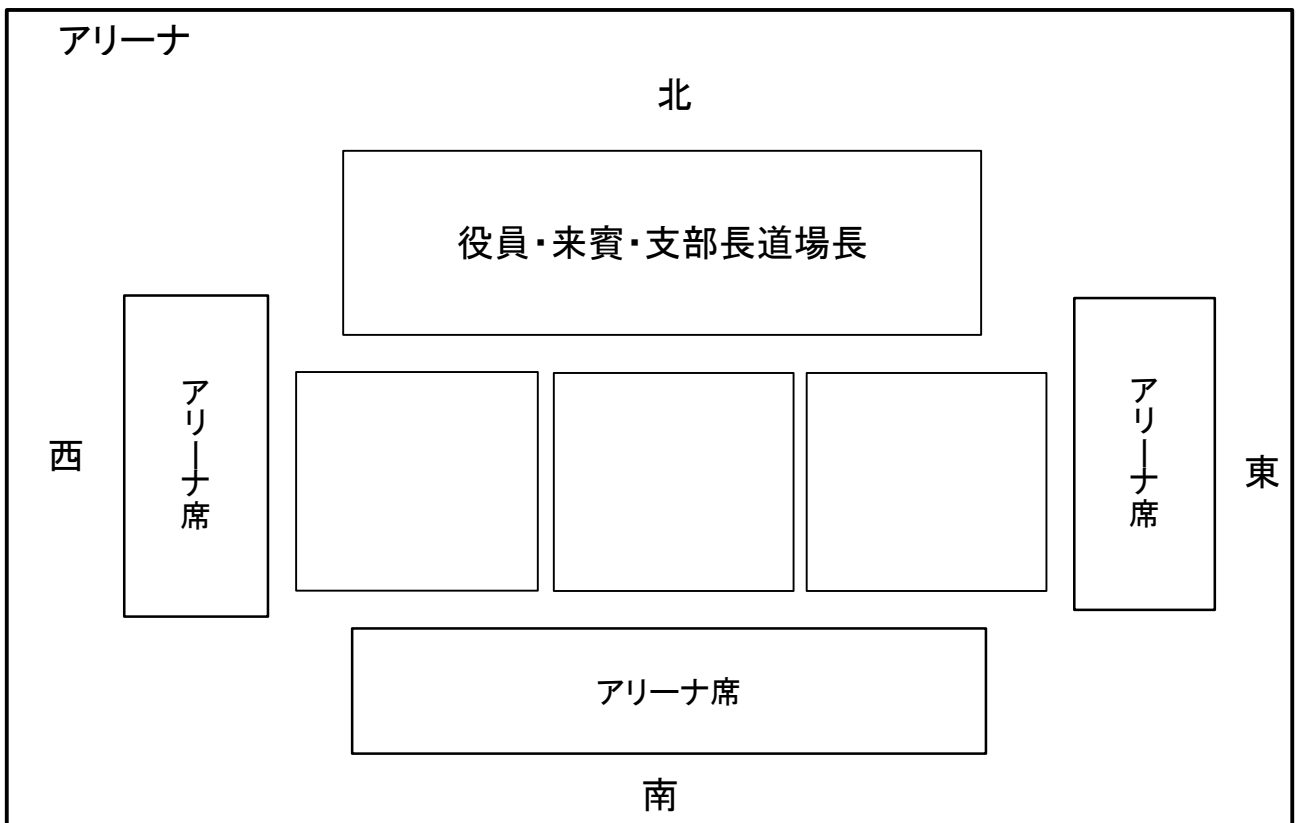 アリーナ
北
役員・来賓・支部長道場長
西
アリーナ席
アリーナ席
東
アリーナ席
南